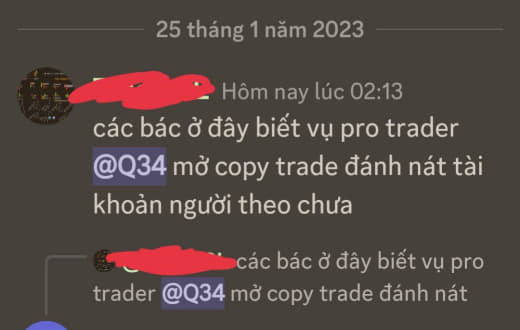 25 tháng 1 năm 2023
Hôm nay lúc 02:13
các bác ở đây biết vụ pro trader
@Q34 mở copy trade đánh nát tài
khoản người theo chưa
các bác ở đây biết vụ pro
trader @Q34 mở copy trade đánh nát